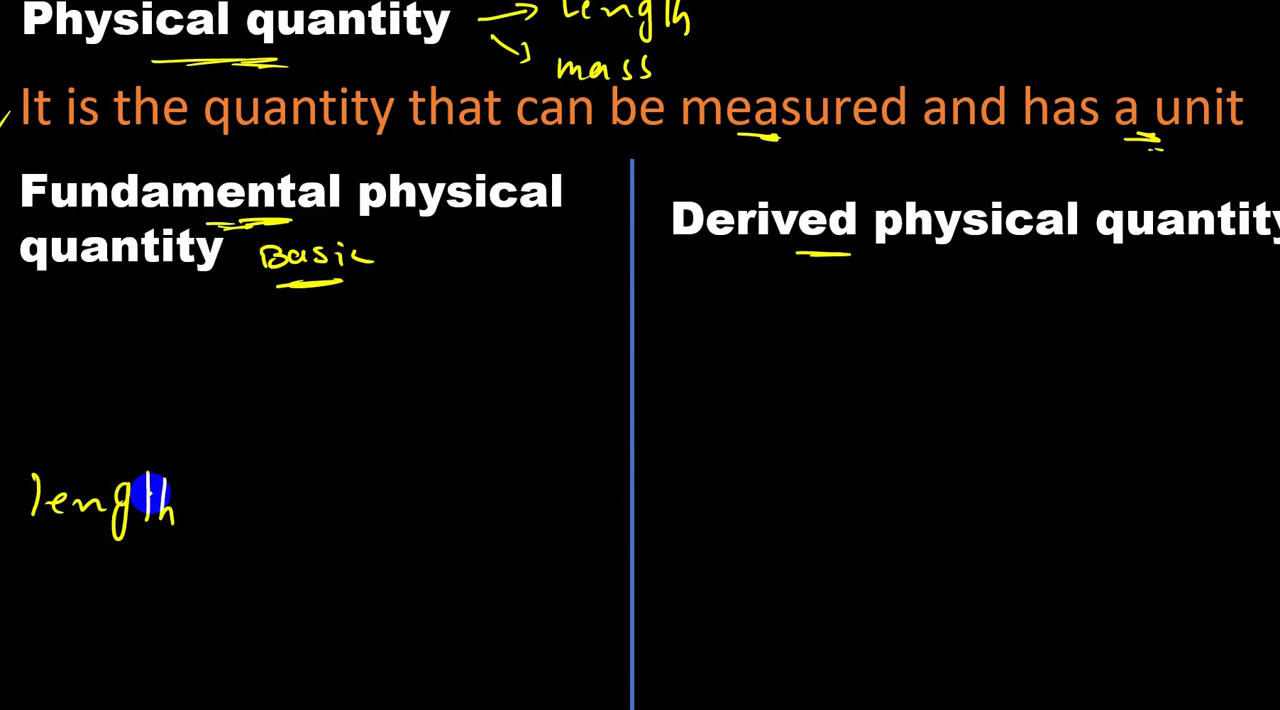 Physical quantity length
mass
It is the quantity that can be measured and has a unit
Fundamental physical
quantity Basic
Derived physical quantity
length